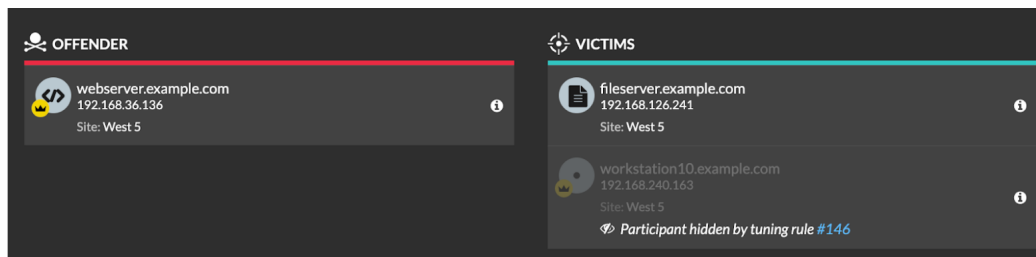 OFFENDER
webserver.example.com
192.168.36.136
Site: West 5
VICTIMS
fileserver.example.com
192.168.126.241
Site: West 5
workstation10.example.com
192.168.240.163
Site: West 5
Participant hidden by tuning rule #146